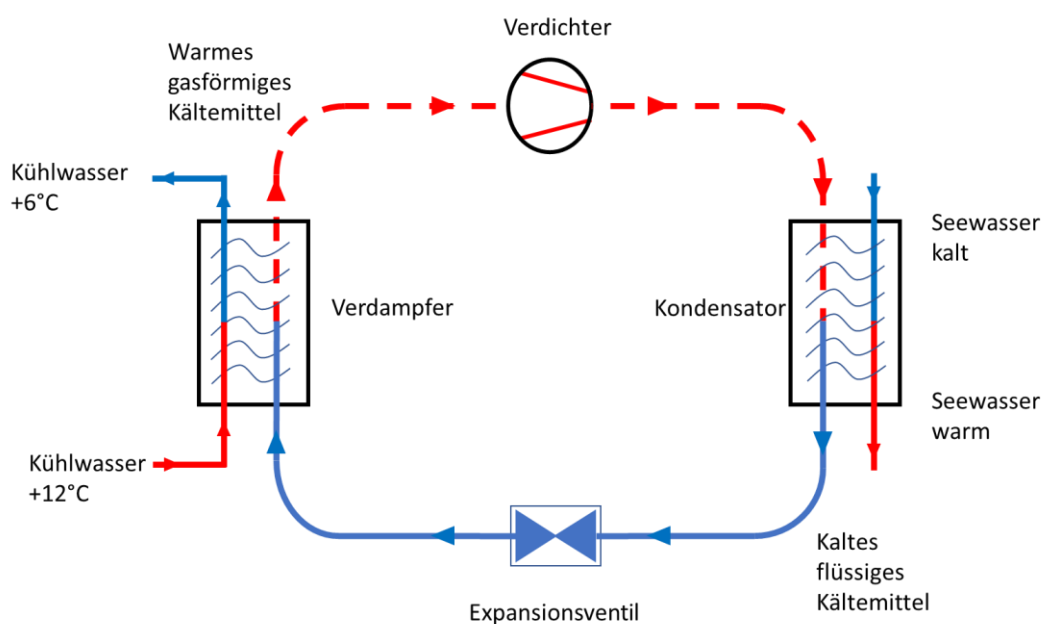 Verdichter
Warmes
gasförmiges
Kältemittel
Kühlwasser
+6°C
Seewasser
kalt
Verdampfer
Kondensator
Seewasser
warm
Kühlwasser
+12°C
Kaltes
flüssiges
Kältemittel
Expansionsventil